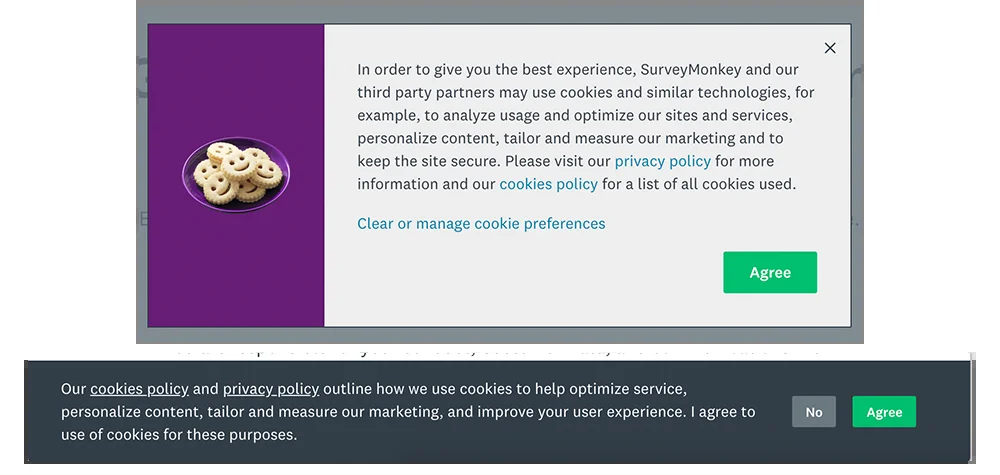 In order to give you the best experience, SurveyMonkey and our
third party partners may use cookies and similar technologies, for
example, to analyze usage and optimize our sites and services,
personalize content, tailor and measure our marketing and to
keep the site secure. Please visit our privacy policy for more
information and our cookies policy for a list of all cookies used.
Clear or manage cookie preferences
Agree
Our cookies policy and privacy policy outline how we use cookies to help optimize service,
personalize content, tailor and measure our marketing, and improve your user experience. I agree to
use of cookies for these purposes.
No
Agree